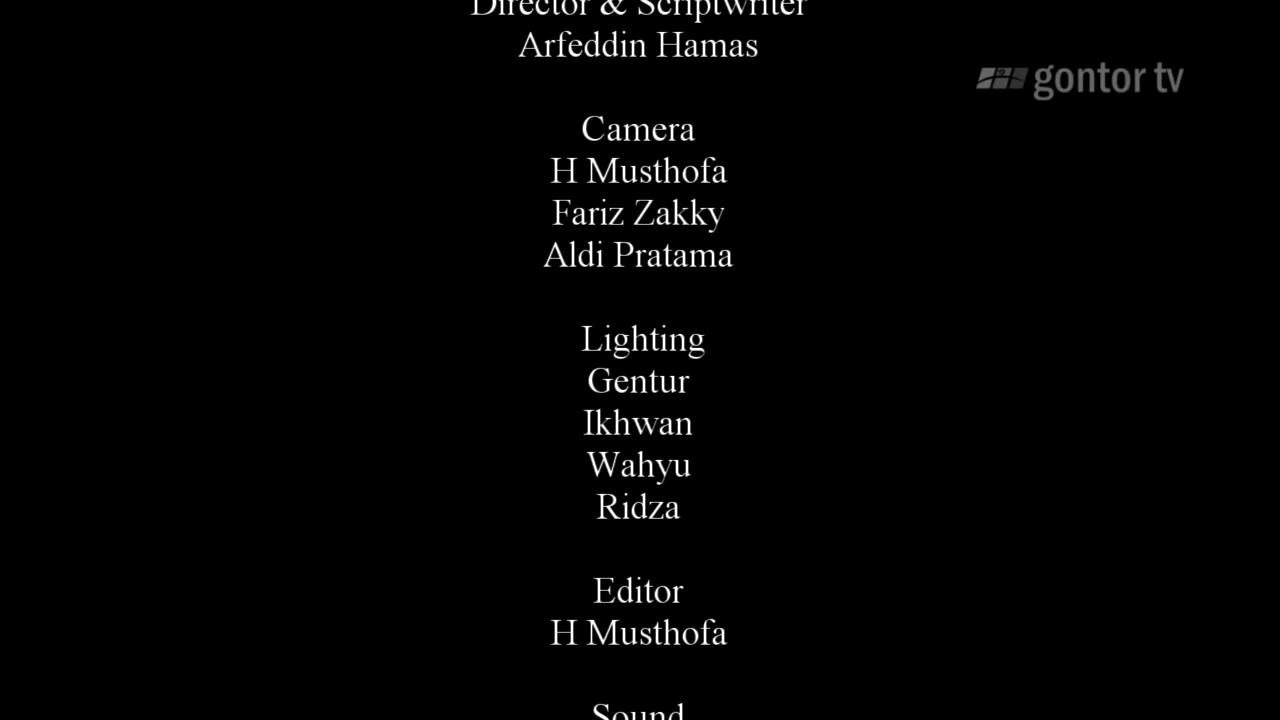 Director & Scriptwriter
Arfeddin Hamas
gontor tv
Camera
H Musthofa
Fariz Zakky
Aldi Pratama
Lighting
Gentur
Ikhwan
Wahyu
Ridza
Editor
H Musthofa
Sound